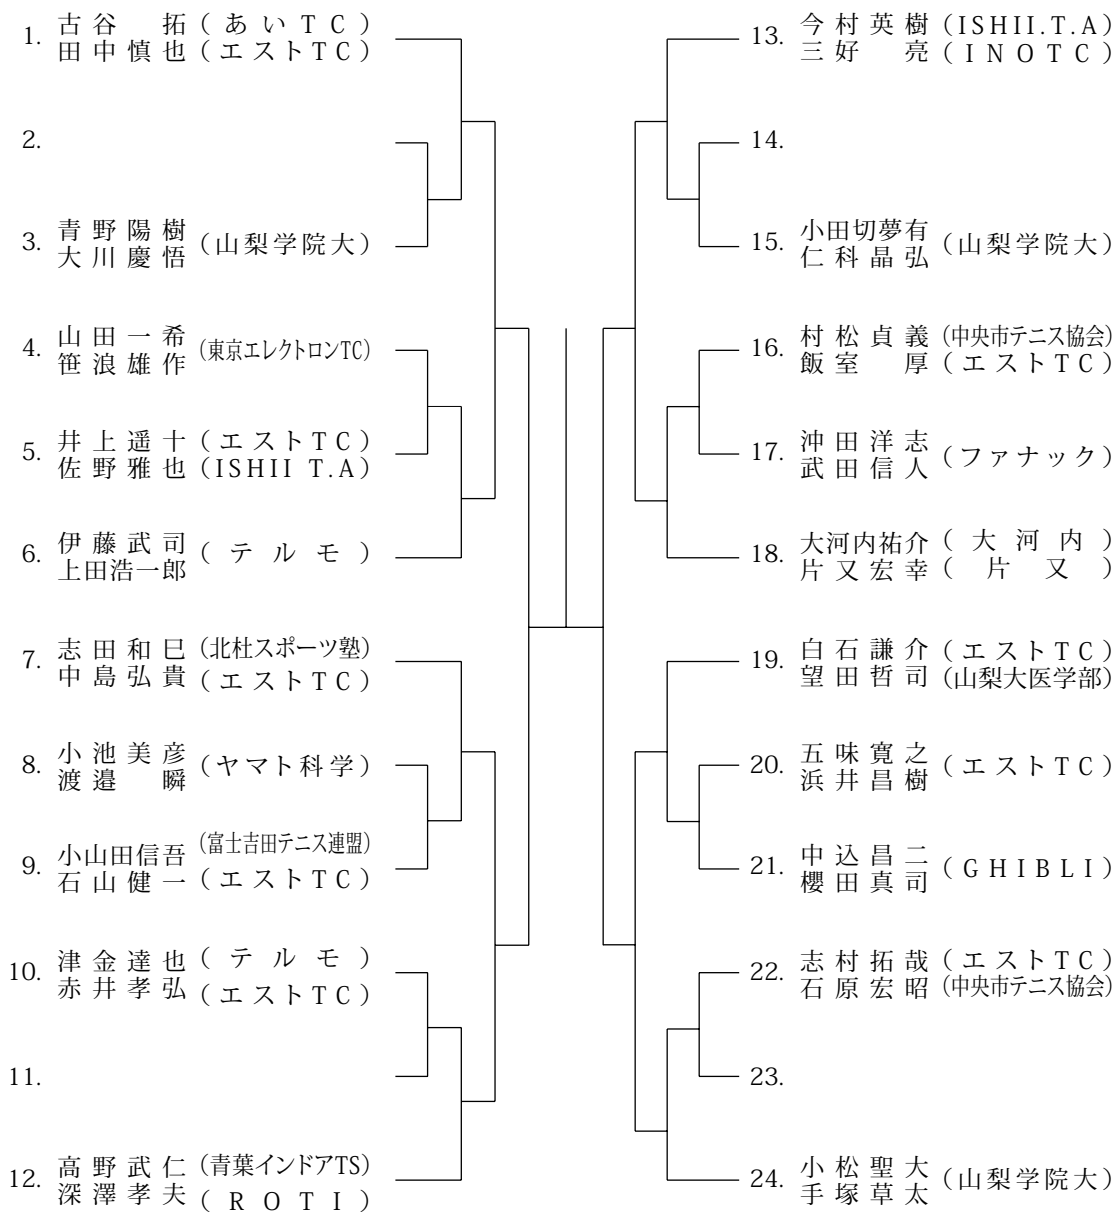 1. 古谷 拓 (あいTC)
田中慎也 (エストTC)
2.
3. 青野陽樹 (山梨学院大)
大川慶悟
4. 山田一希 (東京エレクトロンTC)
笹浪雄作
5. 井上遥十 (エストTC)
佐野雅也 (ISHII T.A)
6. 伊藤武司 (テルモ)
上田浩一郎
7. 志田和巳 (北杜スポーツ塾)
中島弘貴 (エストTC)
8. 小池美彦 (ヤマト科学)
渡邉 瞬
9. 小山田信吾 (富士吉田テニス連盟)
石山健一 (エストTC)
10. 津金達也 (テルモ)
赤井孝弘 (エストTC)
11.
12. 高野武仁 (青葉インドアTS)
深澤孝夫 (ROTI)
13. 今村英樹 (ISHII.T.A)
三好 亮 (INOTC)
14.
15. 小田切夢有 (山梨学院大)
仁科晶弘
16. 村松貞義 (中央市テニス協会)
飯室 厚 (エストTC)
17. 沖田洋志 (ファナック)
武田信人
18. 大河内祐介 (大河内)
片又宏幸 (片又)
19. 白石謙介 (エストTC)
望田哲司 (山梨大医学部)
20. 五味寛之 (エストTC)
浜井昌樹
21. 中込昌二 (GHIBLI)
櫻田真司
22. 志村拓哉 (エストTC)
石原宏昭 (中央市テニス協会)
23.
24. 小松聖大 (山梨学院大)
手塚草太